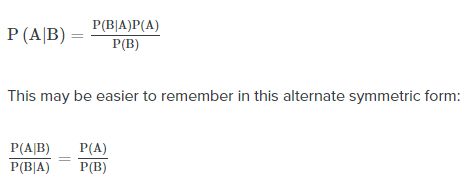 P(A|B) = P(B|A)P(A) / P(B)
This may be easier to remember in this alternate symmetric form:
P(A|B) / P(B|A) = P(A) / P(B)